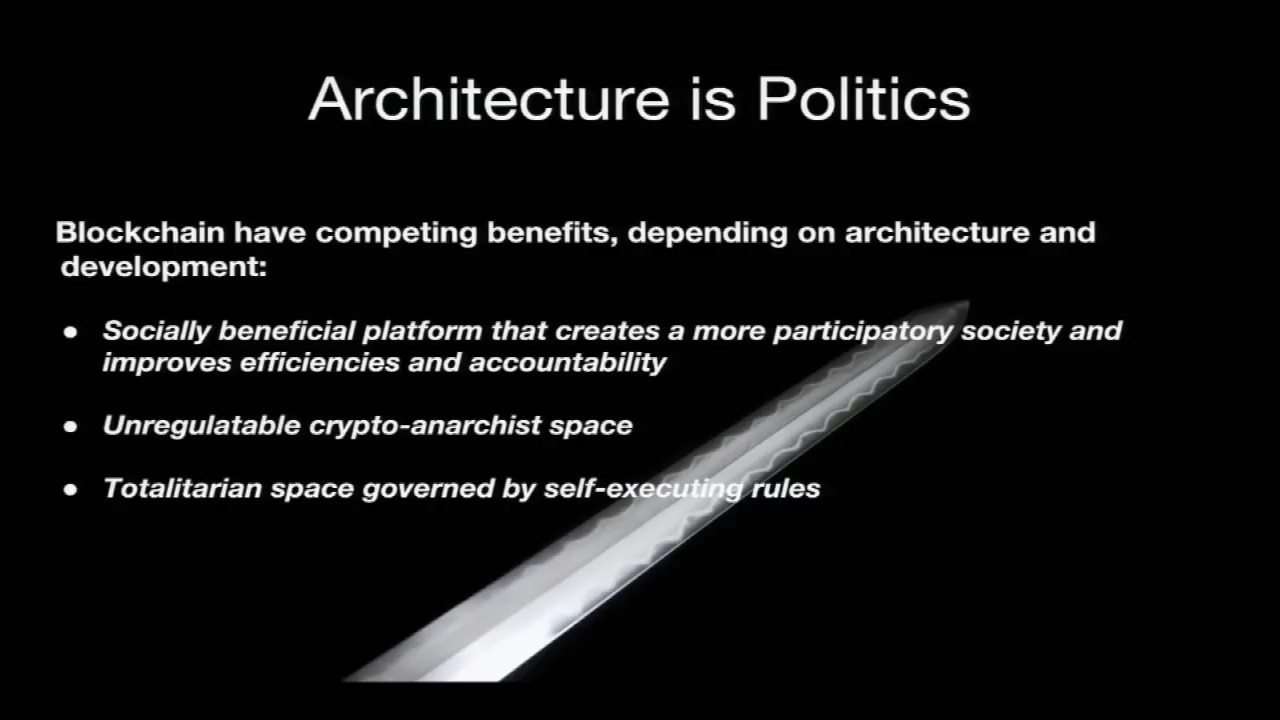 Architecture is Politics
Blockchain have competing benefits, depending on architecture and
development:
● Socially beneficial platform that creates a more participatory society and
improves efficiencies and accountability
● Unregulatable crypto-anarchist space
● Totalitarian space governed by self-executing rules